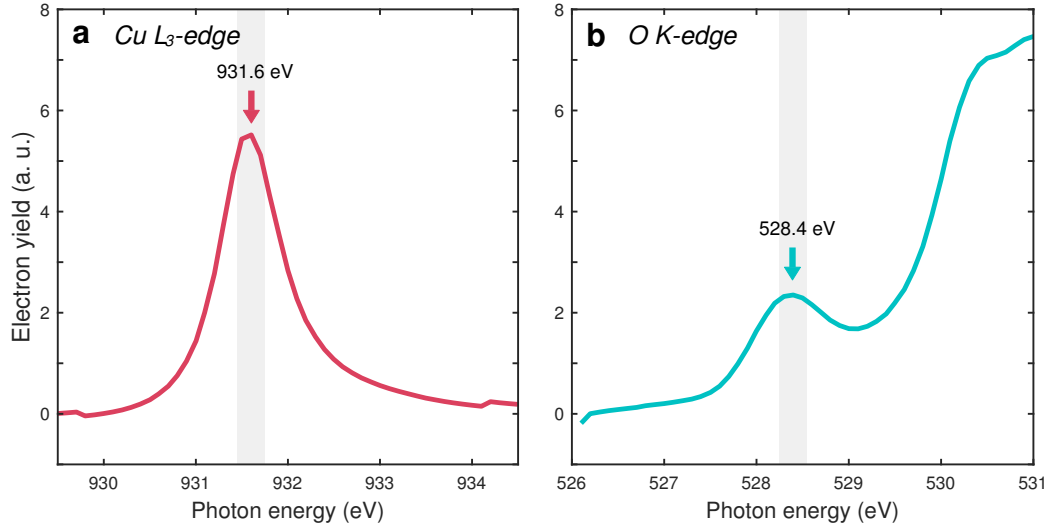 a Cu L3-edge
931.6 eV
8
6
4
2
0
930 931 932 933 934
Photon energy (eV)
Electron yield (a. u.)
b O K-edge
528.4 eV
8
6
4
2
0
526 527 528 529 530 531
Photon energy (eV)